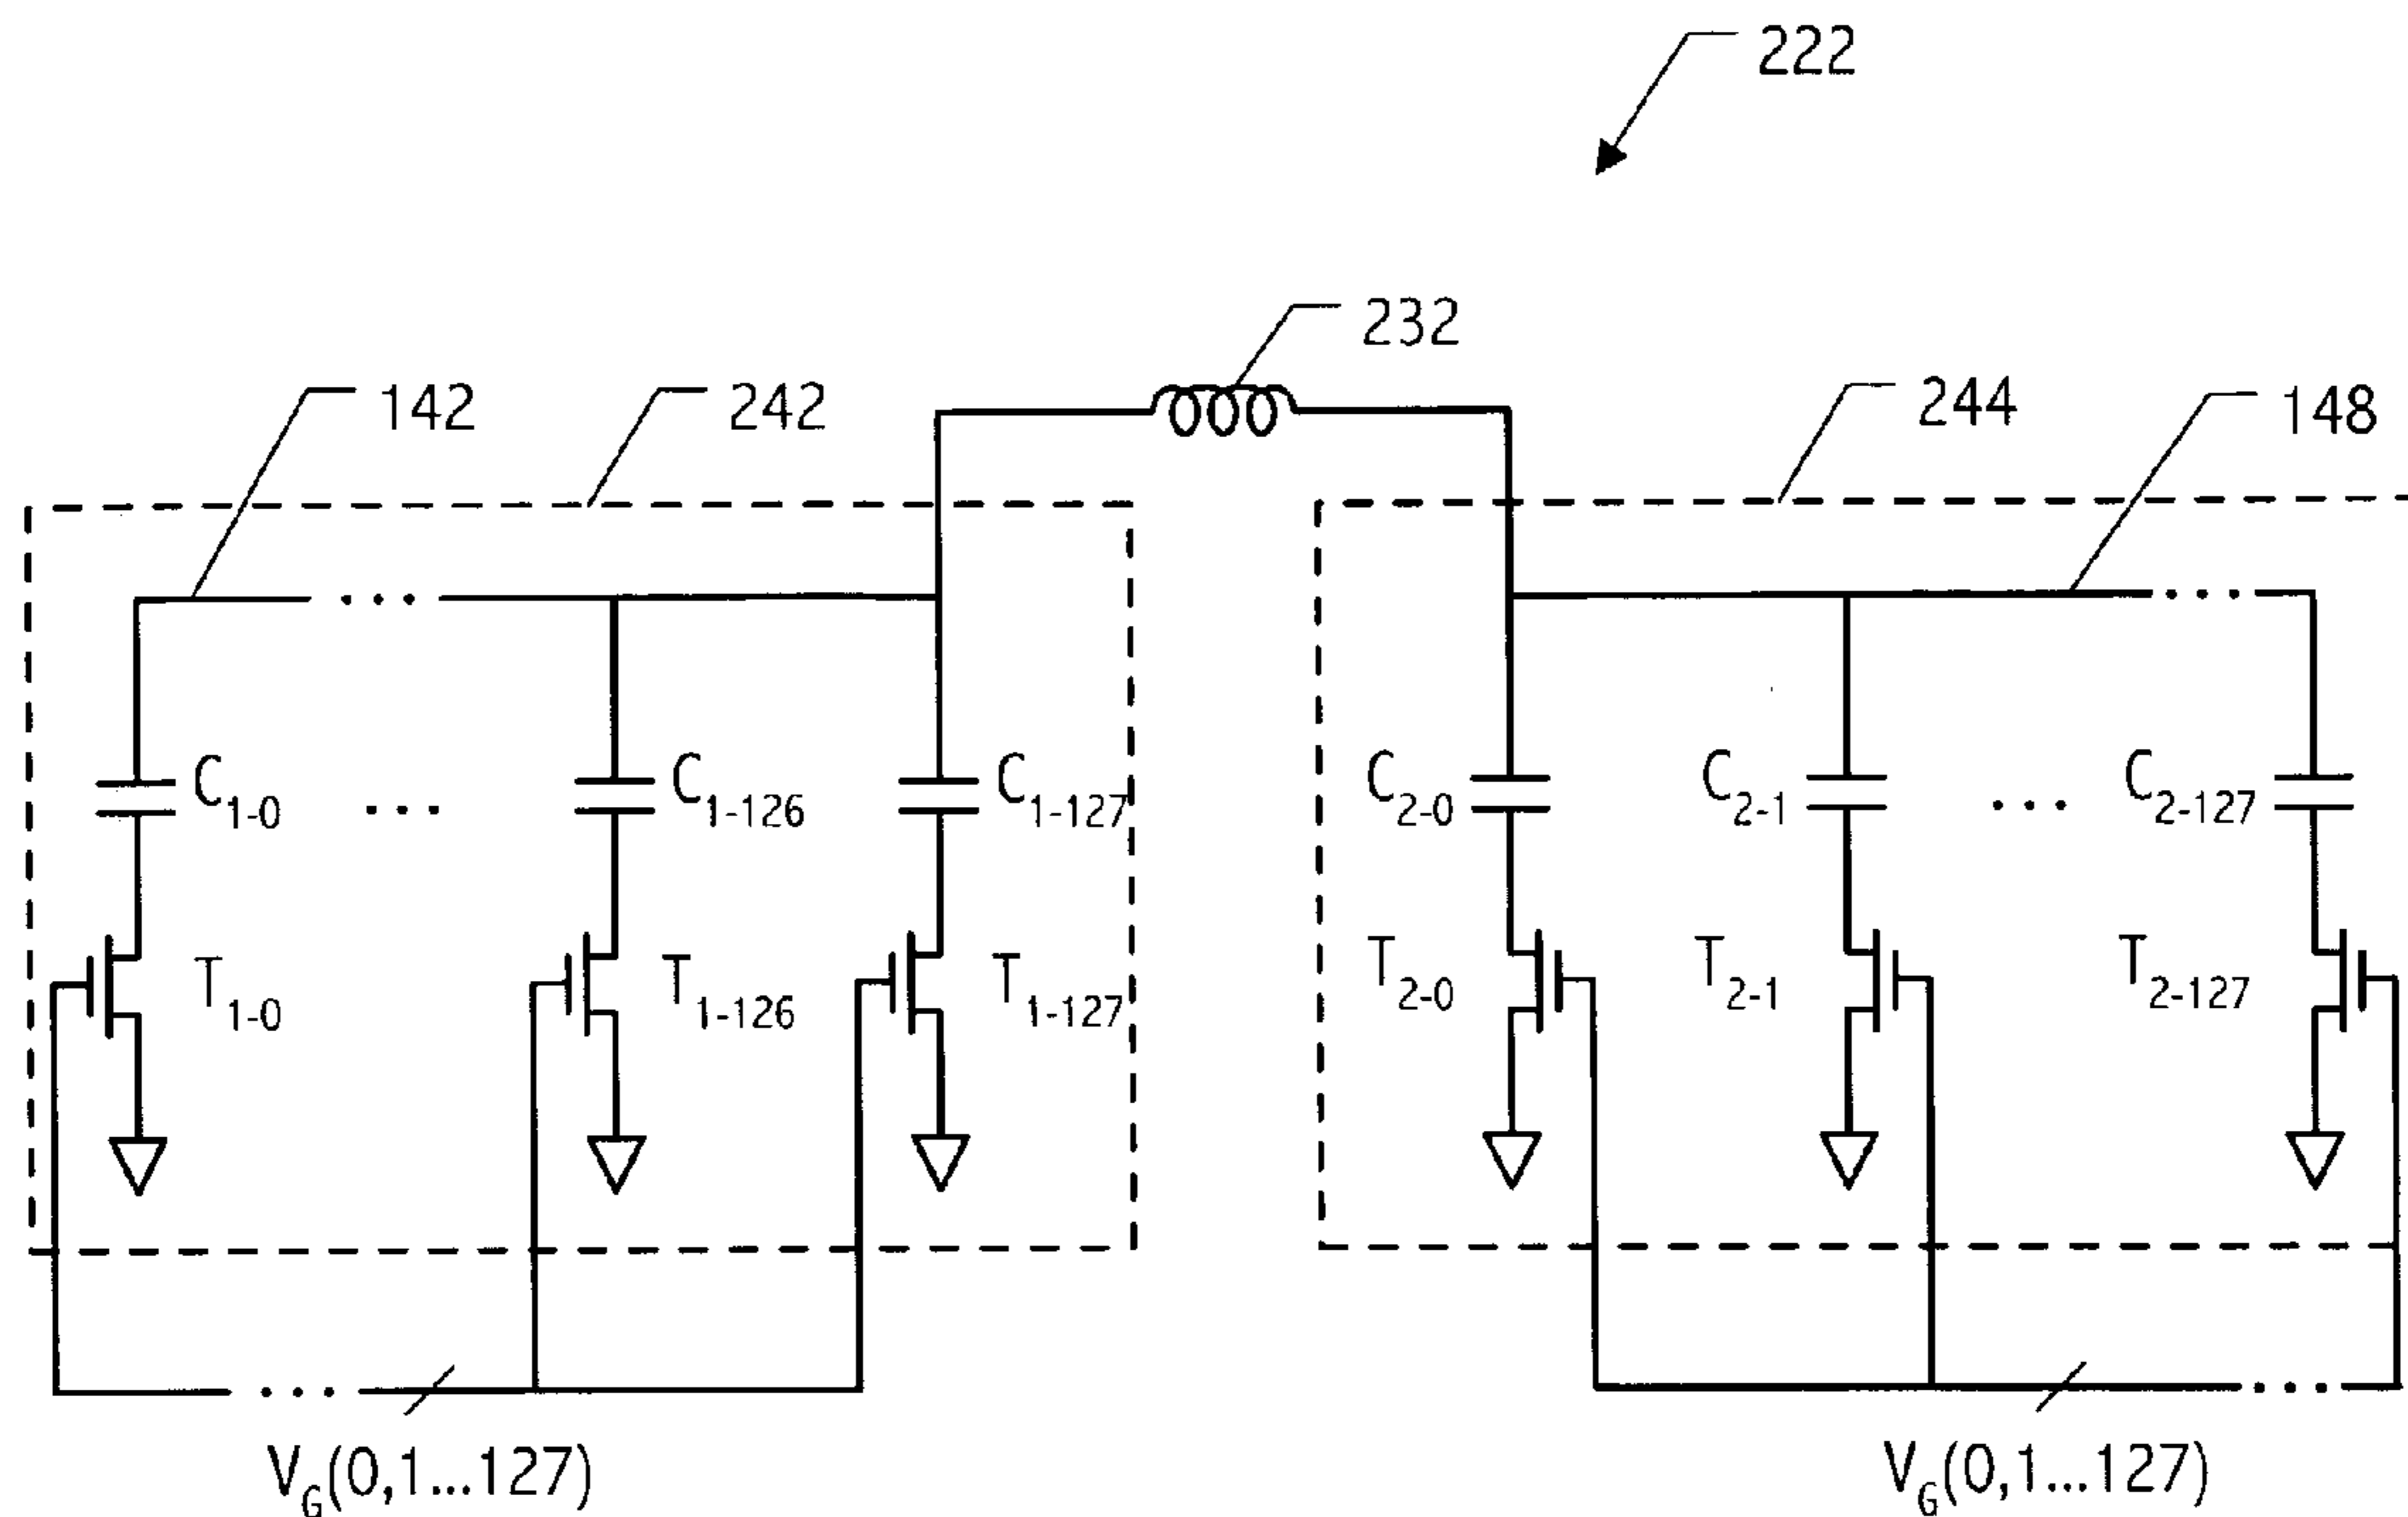 222
232
142
242
244
148
C1-0
...
C1-126
C1-127
C2-0
C2-1
...
C2-127
T1-0
T1-126
T1-127
T2-0
T2-1
T2-127
VG(0,1...127)
VG(0,1...127)